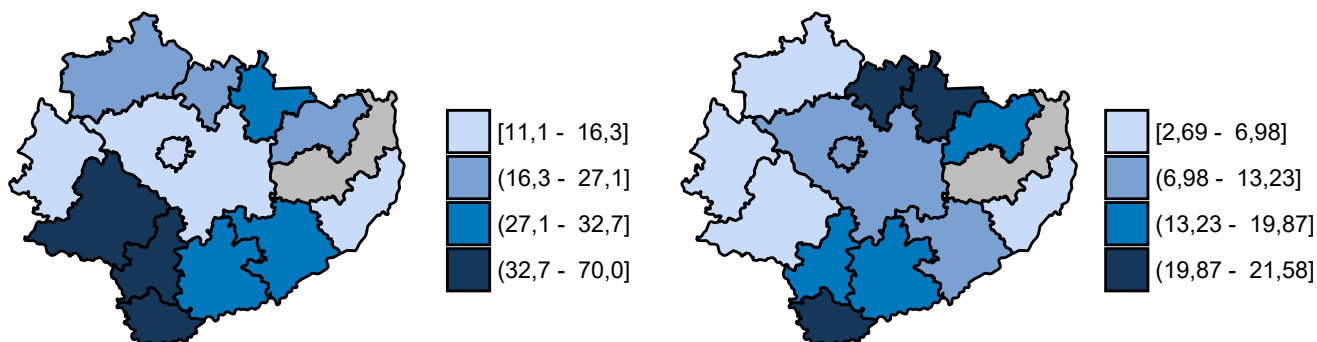 [11,1 - 16,3]
(16,3 - 27,1]
(27,1 - 32,7]
(32,7 - 70,0]
[2,69 - 6,98]
(6,98 - 13,23]
(13,23 - 19,87]
(19,87 - 21,58]